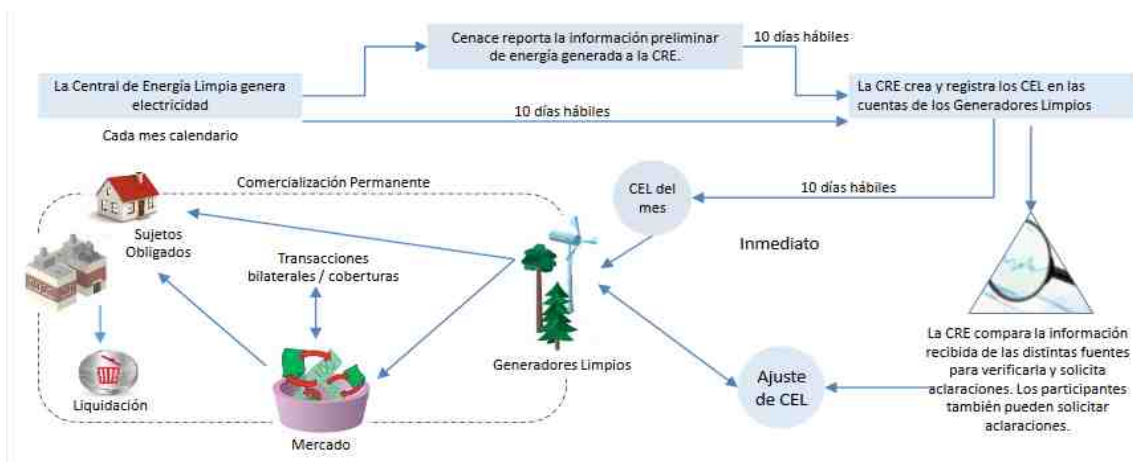 Cenace reporta la información preliminar
de energía generada a la CRE.
10 días hábiles
La Central de Energía Limpia genera
electricidad
La CRE crea y registra los CEL en las
cuentas de los Generadores Limpios
10 días hábiles
Cada mes calendario
Comercialización Permanente
CEL del
mes
10 días hábiles
Sujetos
Obligados
Inmediato
Transacciones
bilaterales / coberturas
Generadores Limpios
La CRE compara la información
recibida de las distintas fuentes
para verificarla y solicita
aclaraciones. Los participantes
también pueden solicitar
aclaraciones.
Ajuste
de CEL
Liquidación
Mercado